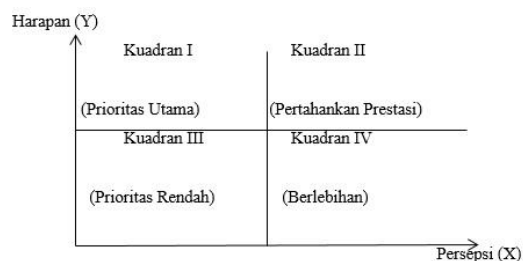 Harapan (Y)
Kuadran I
Kuadran II
(Prioritas Utama)
(Pertahankan Prestasi)
Kuadran III
Kuadran IV
(Prioritas Rendah)
(Berlebihan)
Persepsi (X)